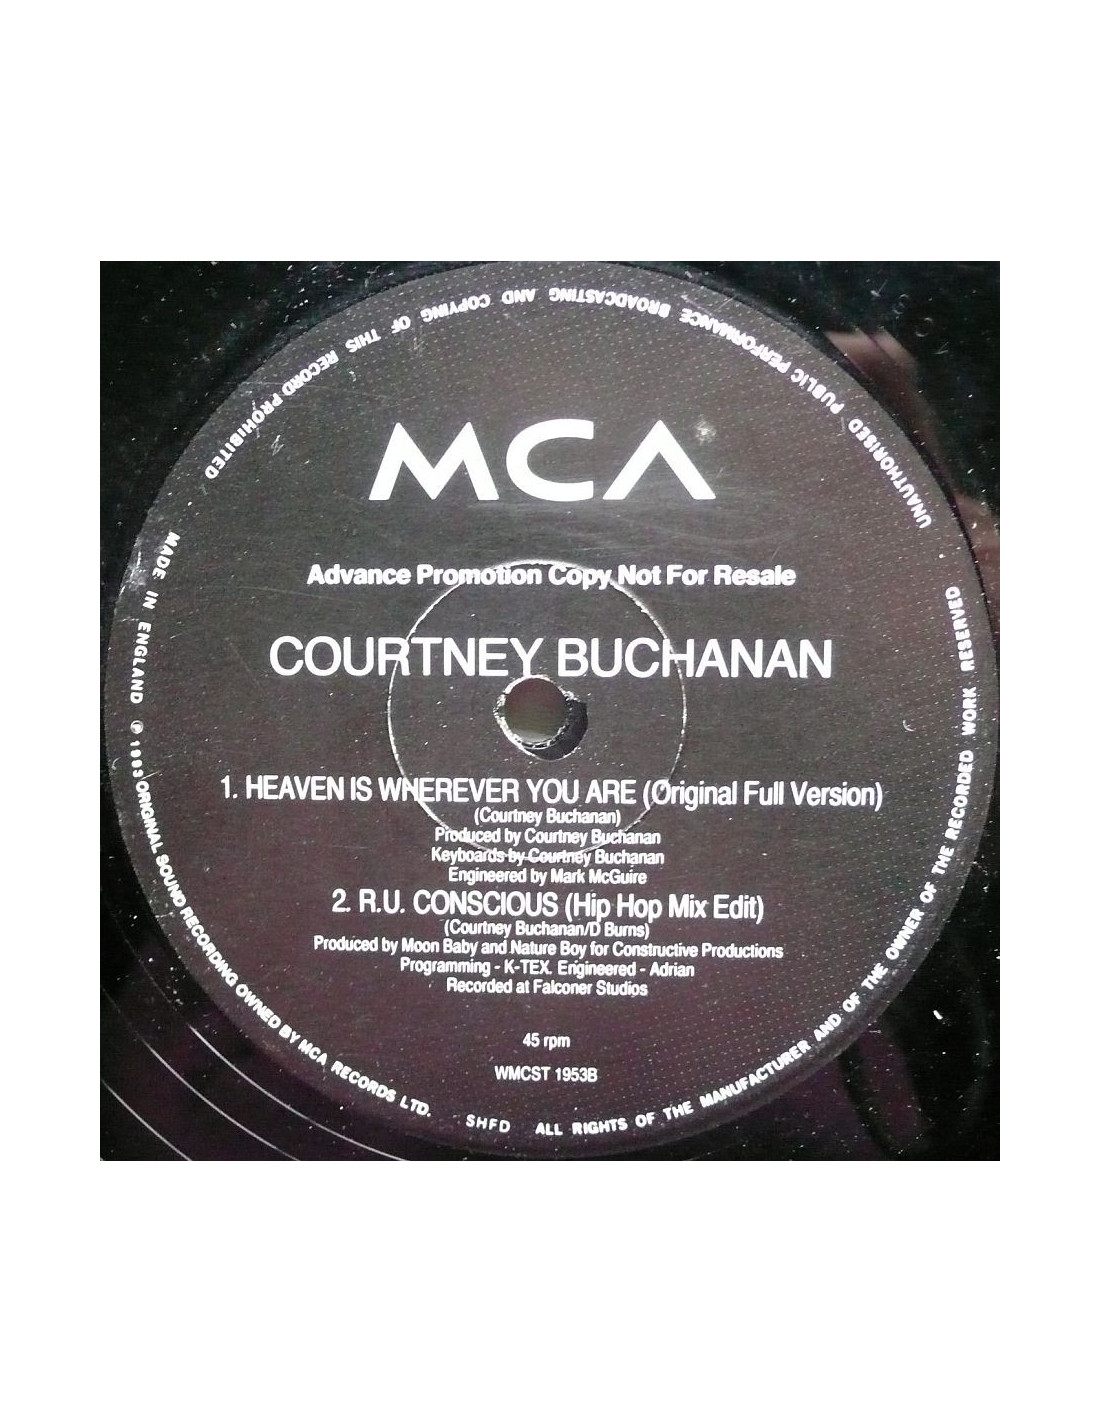 MCA
Advance Promotion Copy Not For Resale
COURTNEY BUCHANAN
1. HEAVEN IS WHEREVER YOU ARE (Original Full Version)
(Courtney Buchanan)
Produced by Courtney Buchanan
Keyboards by Courtney Buchanan
Engineered by Mark McGuire
2. R.U. CONSCIOUS (Hip Hop Mix Edit)
(Courtney Buchanan/D Burns)
Produced by Moon Baby and Nature Boy for Constructive Productions
Programming - K-TEX. Engineered - Adrian
Recorded at Falconer Studios
45 rpm
WMCST 1953B
MADE IN ENGLAND ℗ 1993 ORIGINAL SOUND RECORDING OWNED BY MCA RECORDS LTD. SHFD ALL RIGHTS OF THE MANUFACTURER AND OF THE OWNER OF THE RECORDED WORK RESERVED UNAUTHORISED PUBLIC PERFORMANCE BROADCASTING AND COPYING OF THIS RECORD PROHIBITED